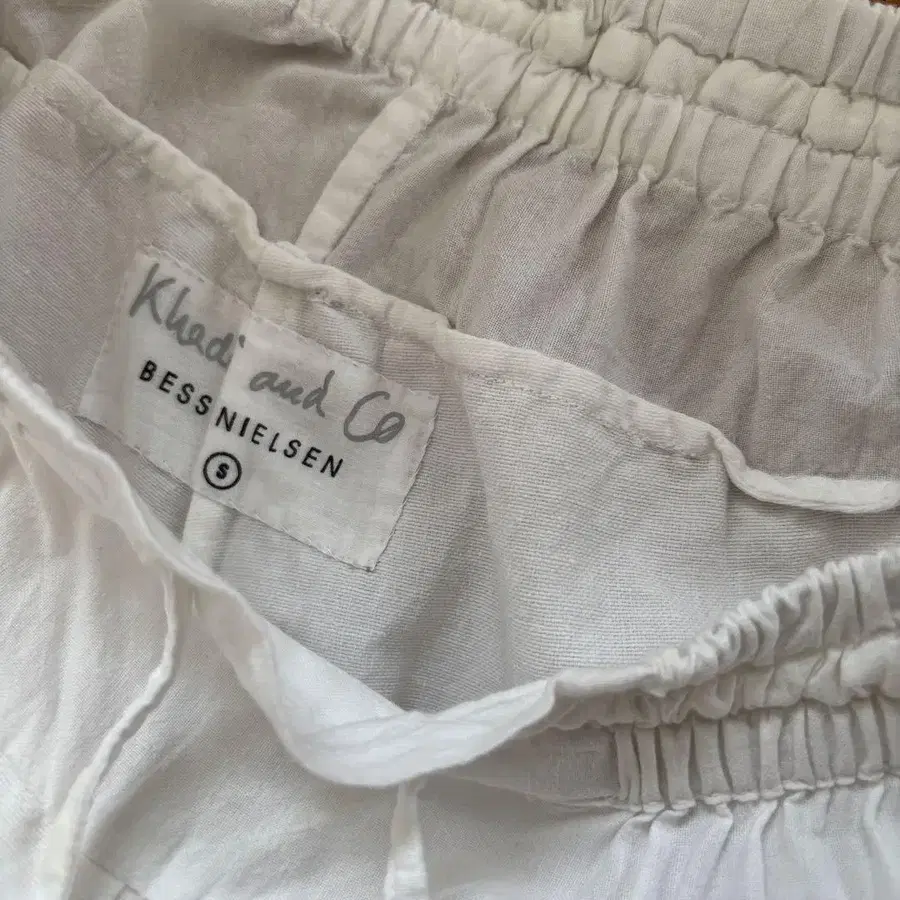 Khadi and Co
BESS NIELSEN
S